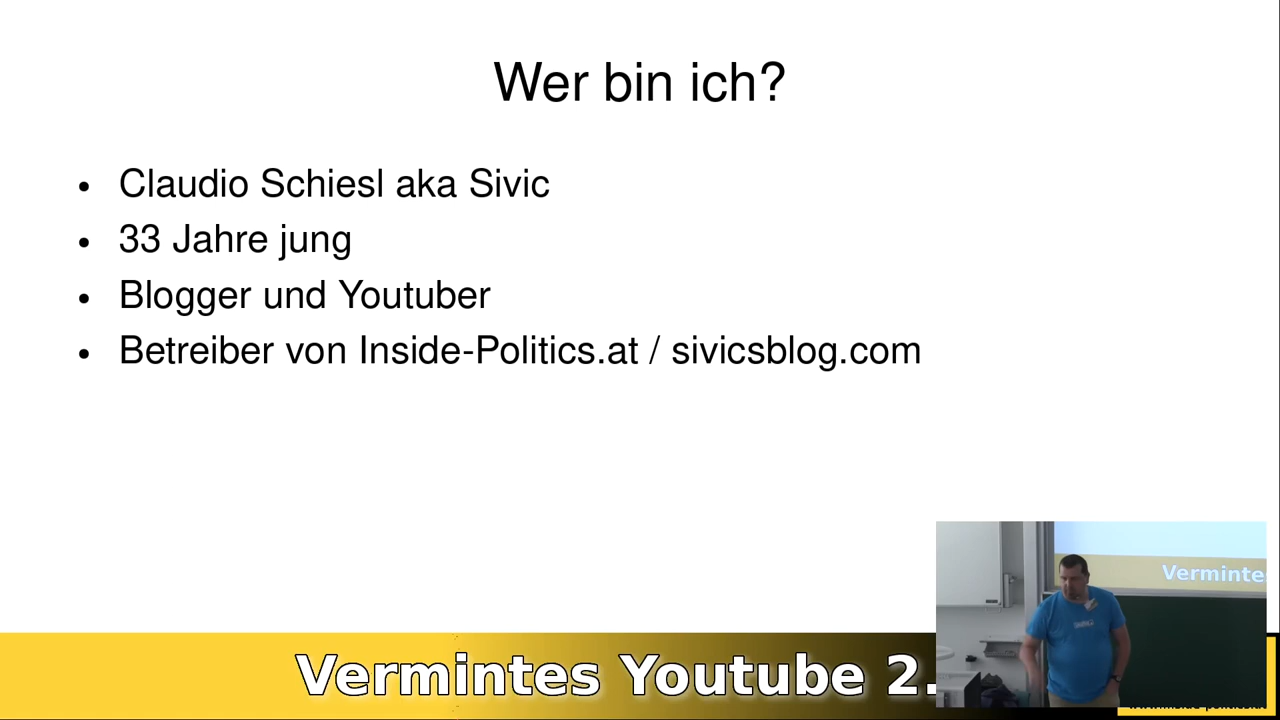 Wer bin ich?
• Claudio Schiesl aka Sivic
• 33 Jahre jung
• Blogger und Youtuber
• Betreiber von Inside-Politics.at / sivicsblog.com
Verminte
Vermintes Youtube 2.